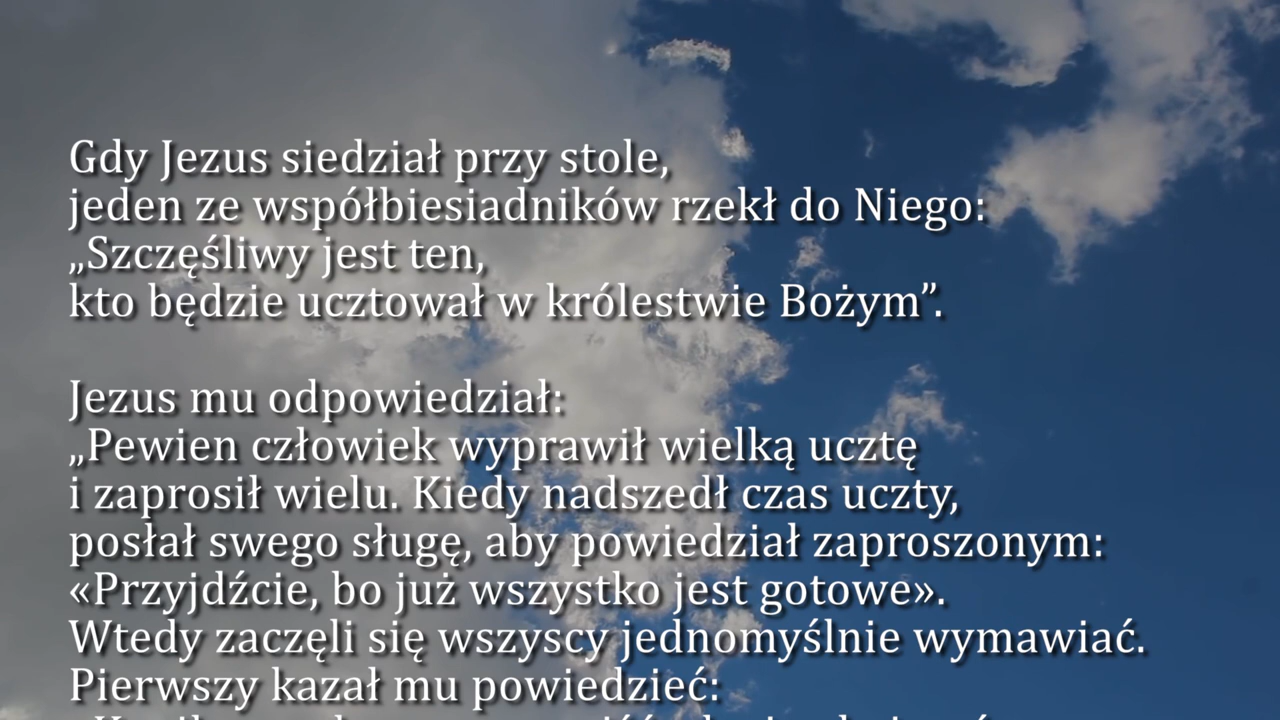 Gdy Jezus siedział przy stole,
jeden ze współbiesiadników rzekł do Niego:
„Szczęśliwy jest ten,
kto będzie ucztował w królestwie Bożym”.
Jezus mu odpowiedział:
„Pewien człowiek wyprawił wielką ucztę
i zaprosił wielu. Kiedy nadszedł czas uczty,
posłał swego sługę, aby powiedział zaproszonym:
«Przyjdźcie, bo już wszystko jest gotowe».
Wtedy zaczęli się wszyscy jednomyślnie wymawiać.
Pierwszy kazał mu powiedzieć: